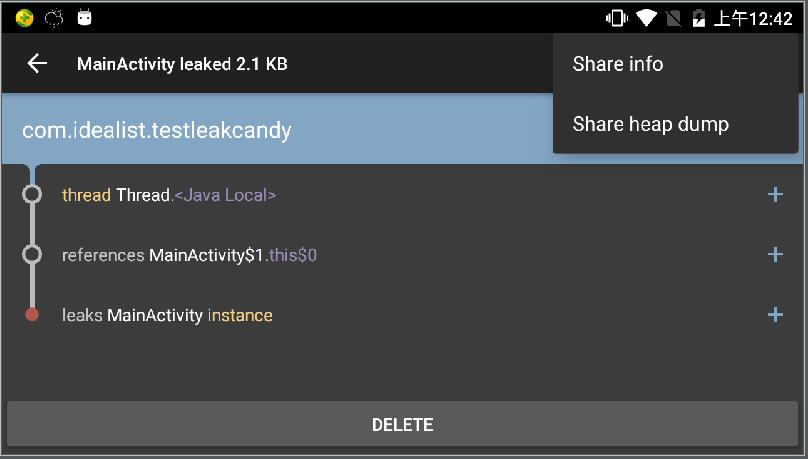 上午12:42
MainActivity leaked 2.1 KB
Share info
Share heap dump
com.idealist.testleakcandy
thread Thread.<Java Local>
references MainActivity$1.this$0
leaks MainActivity instance
DELETE